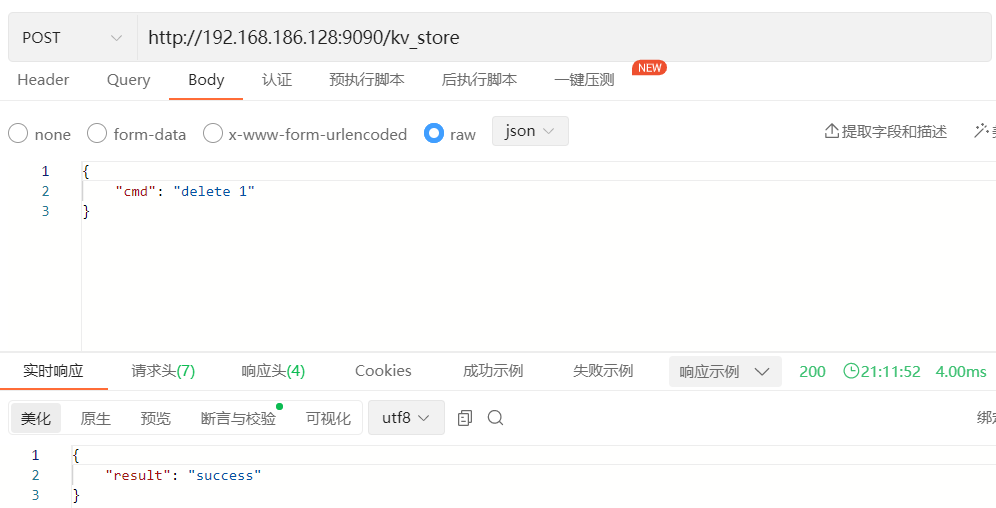 POST http://192.168.186.128:9090/kv_store
Header Query Body 认证 预执行脚本 后执行脚本 一键压测 NEW
none form-data x-www-form-urlencoded raw json 提取字段和描述
1 {
2 "cmd": "delete 1"
3 }
实时响应 请求头(7) 响应头(4) Cookies 成功示例 失败示例 响应示例 200 21:11:52 4.00ms
美化 原生 预览 断言与校验 可视化 utf8 绑定
1 {
2 "result": "success"
3 }